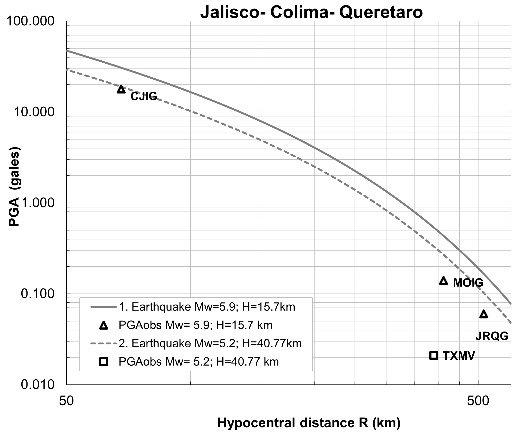 Jalisco- Colima- Queretaro
100.000
10.000
1.000
0.100
0.010
PGA (gales)
CJIG
MOIG
JRQG
TXMV
1. Earthquake Mw=5.9; H=15.7km
PGAobs Mw= 5.9; H=15.7 km
2. Earthquake Mw=5.2; H=40.77km
PGAobs Mw= 5.2; H=40.77 km
50
500
Hypocentral distance R (km)